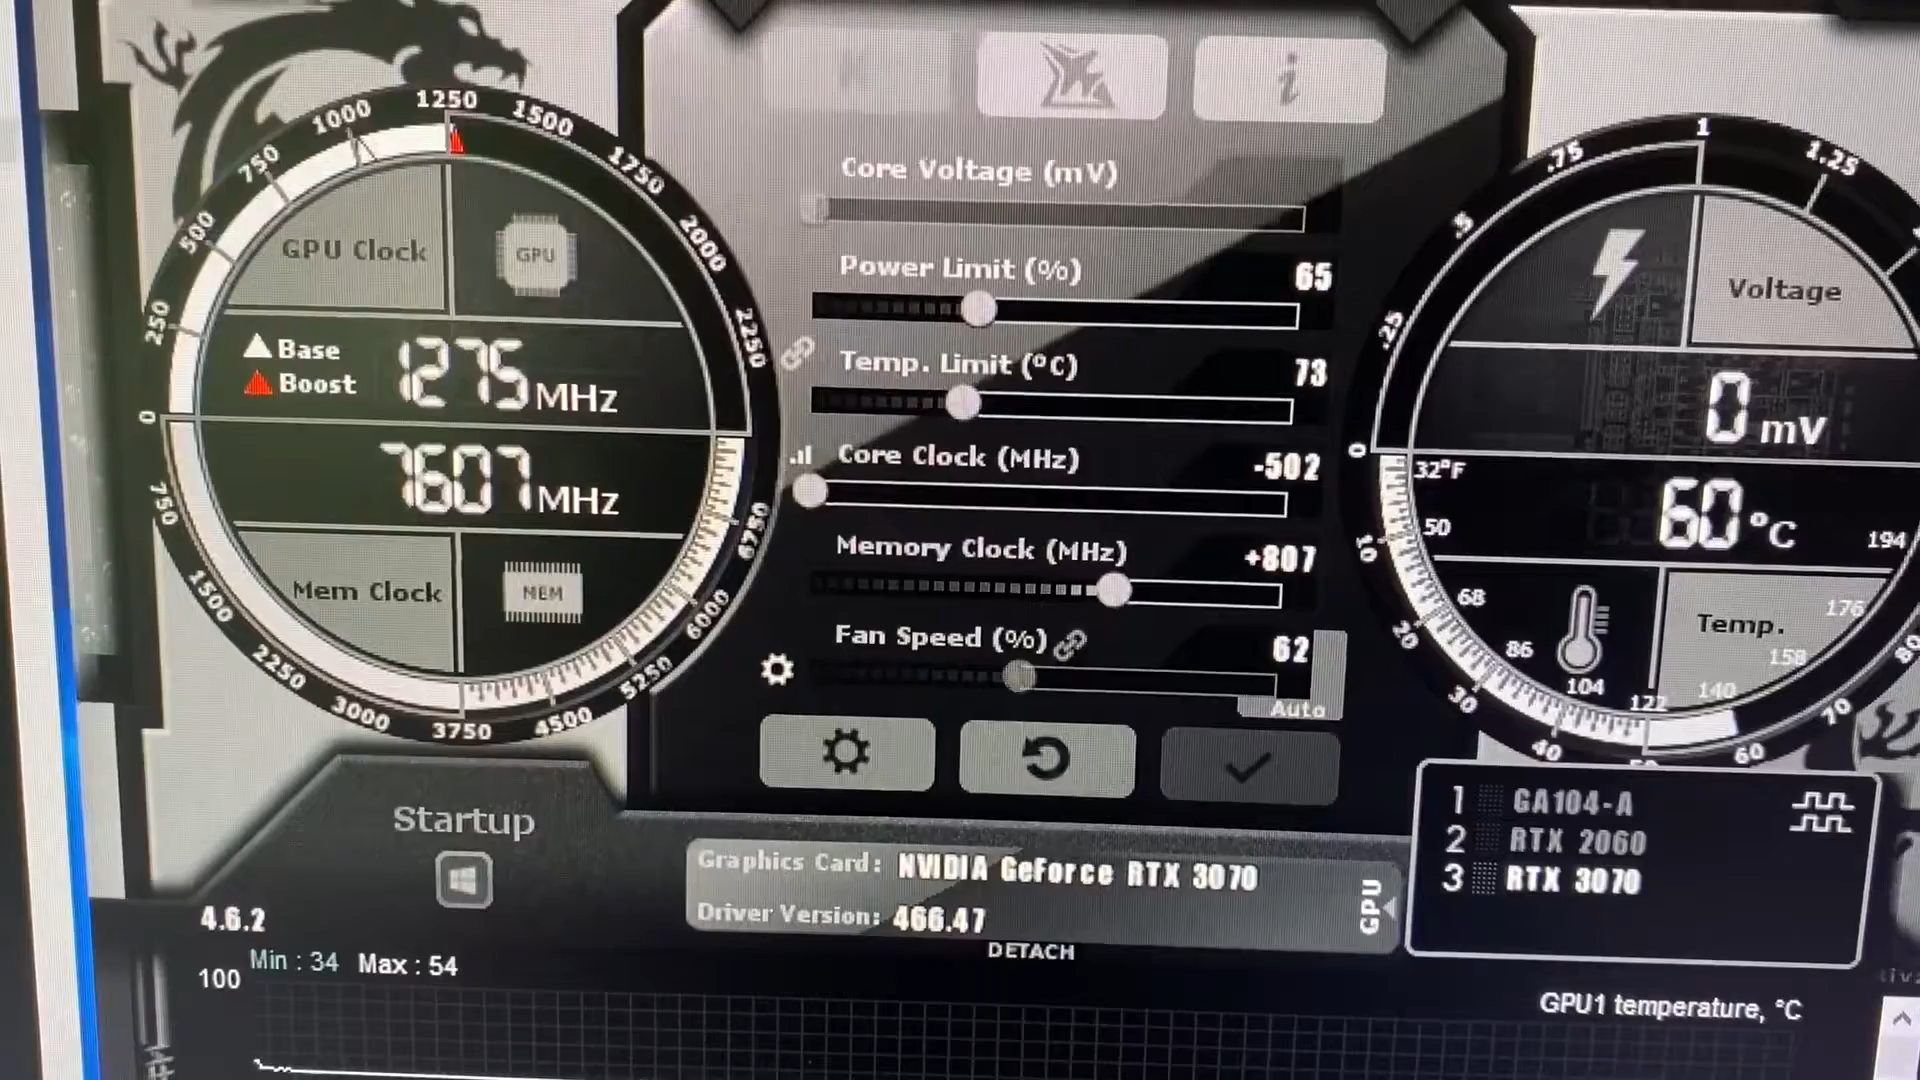 1000 1250 1500
750 1750
500 2000
250 2250
0
GPU Clock
GPU
Base
Boost
1275 MHz
7607 MHz
Mem Clock
MEM
750 6750
1500 6000
2250 5250
3000 3750 4500
i
Core Voltage (mV)
Power Limit (%) 65
Temp. Limit (ºC) 73
Core Clock (MHz) -502
Memory Clock (MHz) +807
Fan Speed (%) 62
Auto
.75 1 1.25
.5
.25
0
Voltage
0 mV
60 °C
32°F
50
68
86
104
122
140
158
176
194
Temp.
10
20
30
40
60
70
Startup
4.6.2
Graphics Card: NVIDIA GeForce RTX 3070
Driver Version: 466.47
DETACH
GPU
1 GA104-A
2 RTX 2060
3 RTX 3070
100
Min : 34 Max : 54
GPU1 temperature, °C